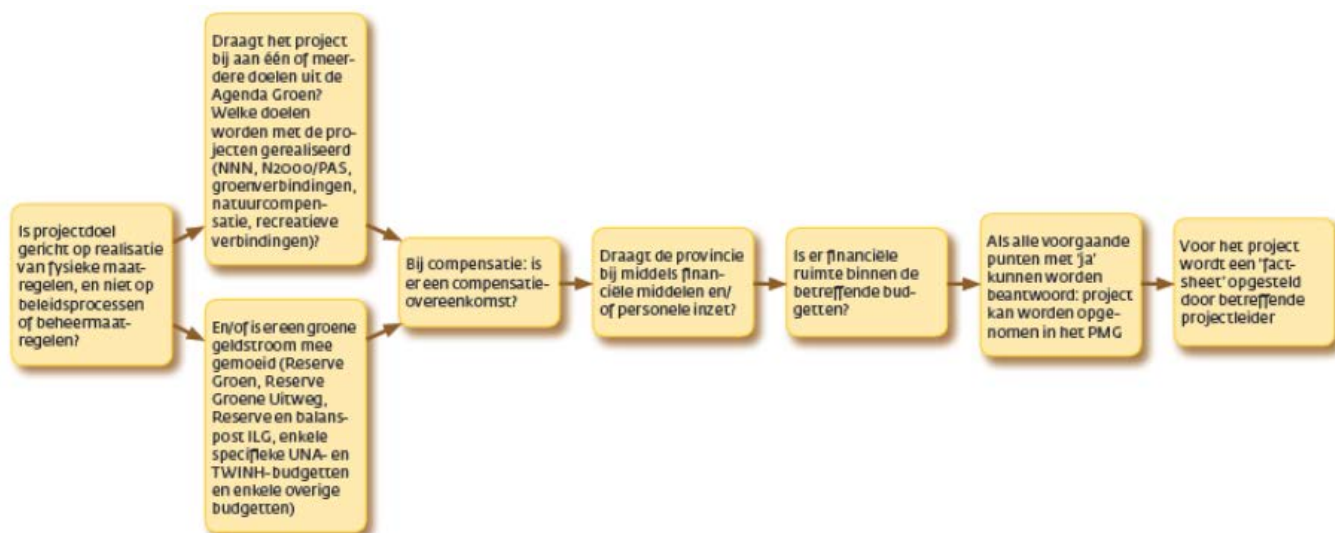 Is projectdoel
gericht op realisatie
van fysieke maat-
regelen, en niet op
beleidsprocessen
of beheermaat-
regelen?
Draagt het project
bij aan één of meer-
dere doelen uit de
Agenda Groen?
Welke doelen
worden met de pro-
jecten gerealiseerd
(NNN, N2000/PAS,
groenverbindingen,
natuurcompen-
satie, recreatieve
verbindingen)?
En/of is er een groene
geldstroom mee
gemoeid (Reserve
Groen, Reserve
Groene Uitweg,
Reserve en balans-
post ILG, enkele
specifieke UNA- en
TWINH-budgetten
en enkele overige
budgetten)
Bij compensatie: is
er een compensatie-
overeenkomst?
Draagt de provincie
bij middels finan-
ciële middelen en/
of personele inzet?
Is er financiële
ruimte binnen de
betreffende bud-
getten?
Als alle voorgaande
punten met 'ja'
kunnen worden
beantwoord: project
kan worden opge-
nomen in het PMG
Voor het project
wordt een 'fact-
sheet' opgesteld
door betreffende
projectleider